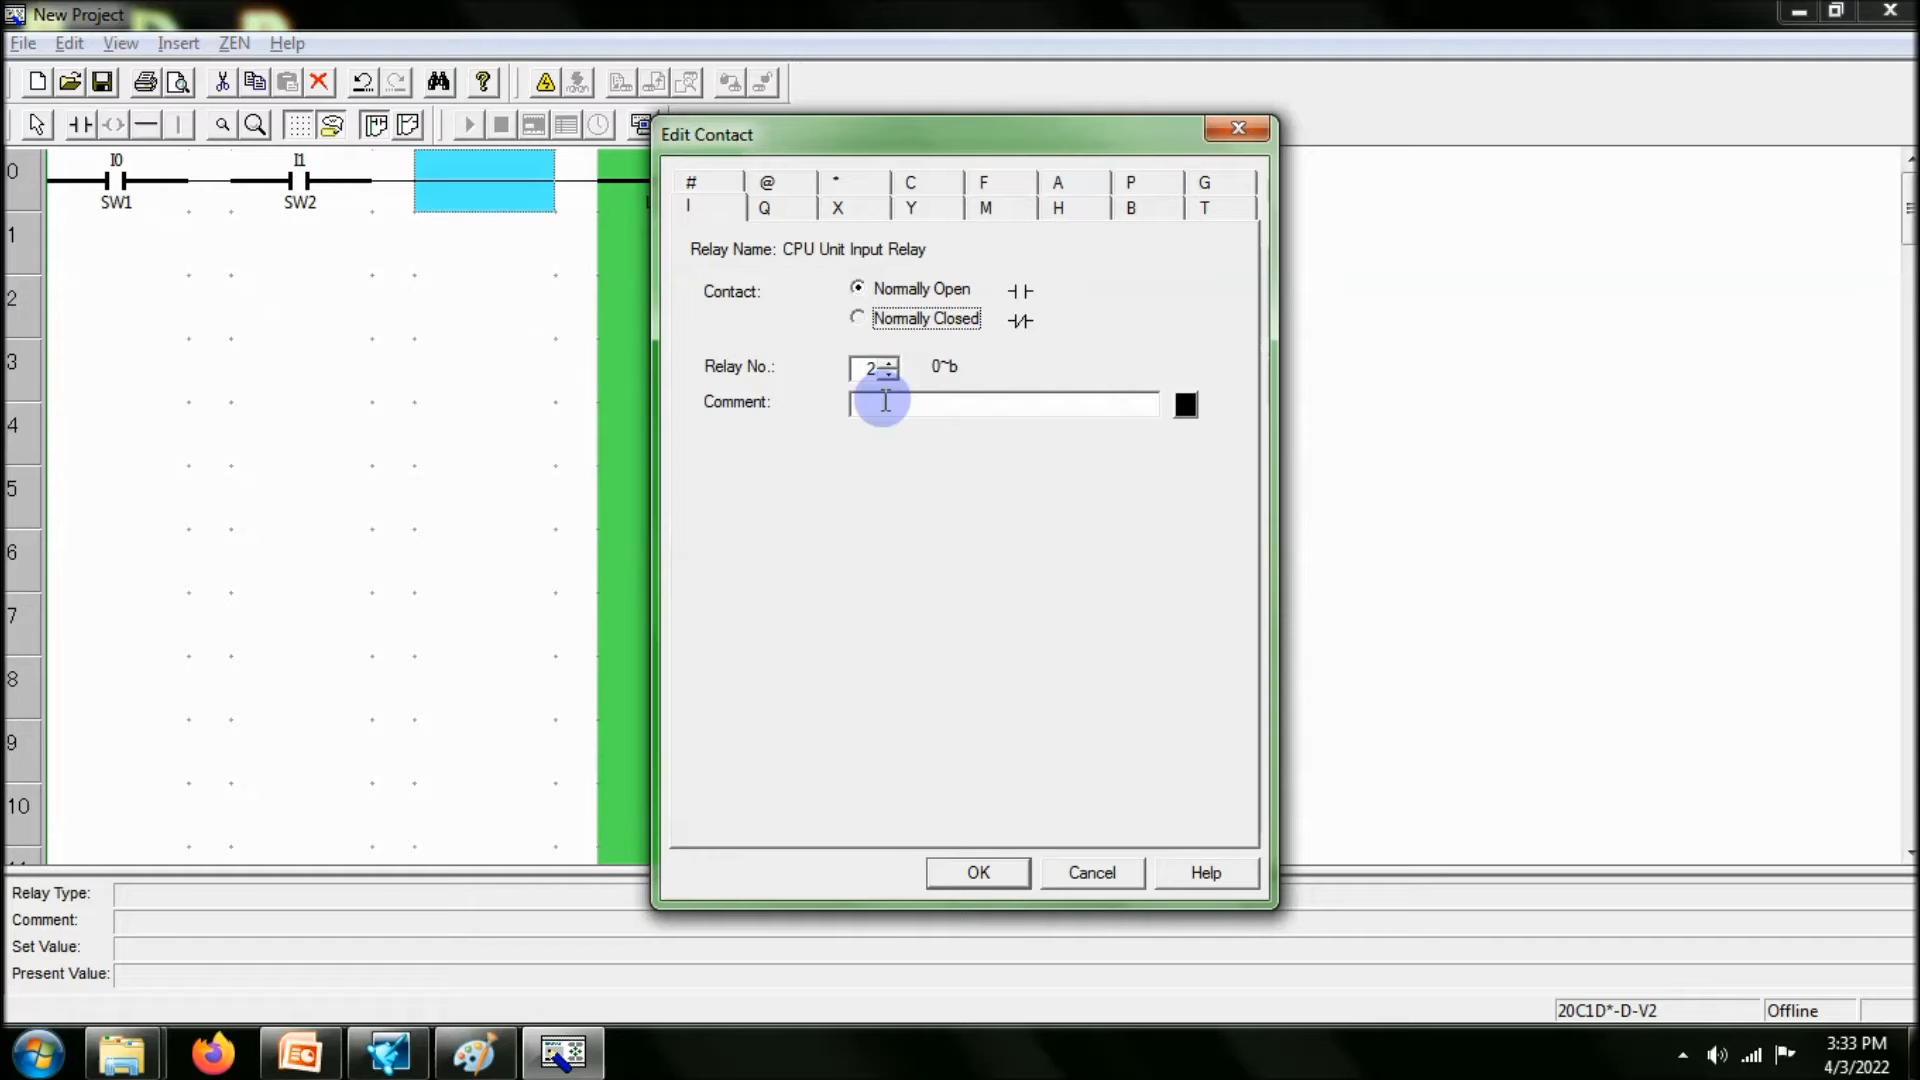 New Project
File Edit View Insert ZEN Help
Edit Contact
# @ * C F A P G
I Q X Y M H B T
Relay Name: CPU Unit Input Relay
Contact: Normally Open
Normally Closed
Relay No.: 2 0~b
Comment:
OK Cancel Help
0 I0 I1
SW1 SW2
1
2
3
4
5
6
7
8
9
10
Relay Type:
Comment:
Set Value:
Present Value:
20C1D*-D-V2 Offline
3:33 PM
4/3/2022